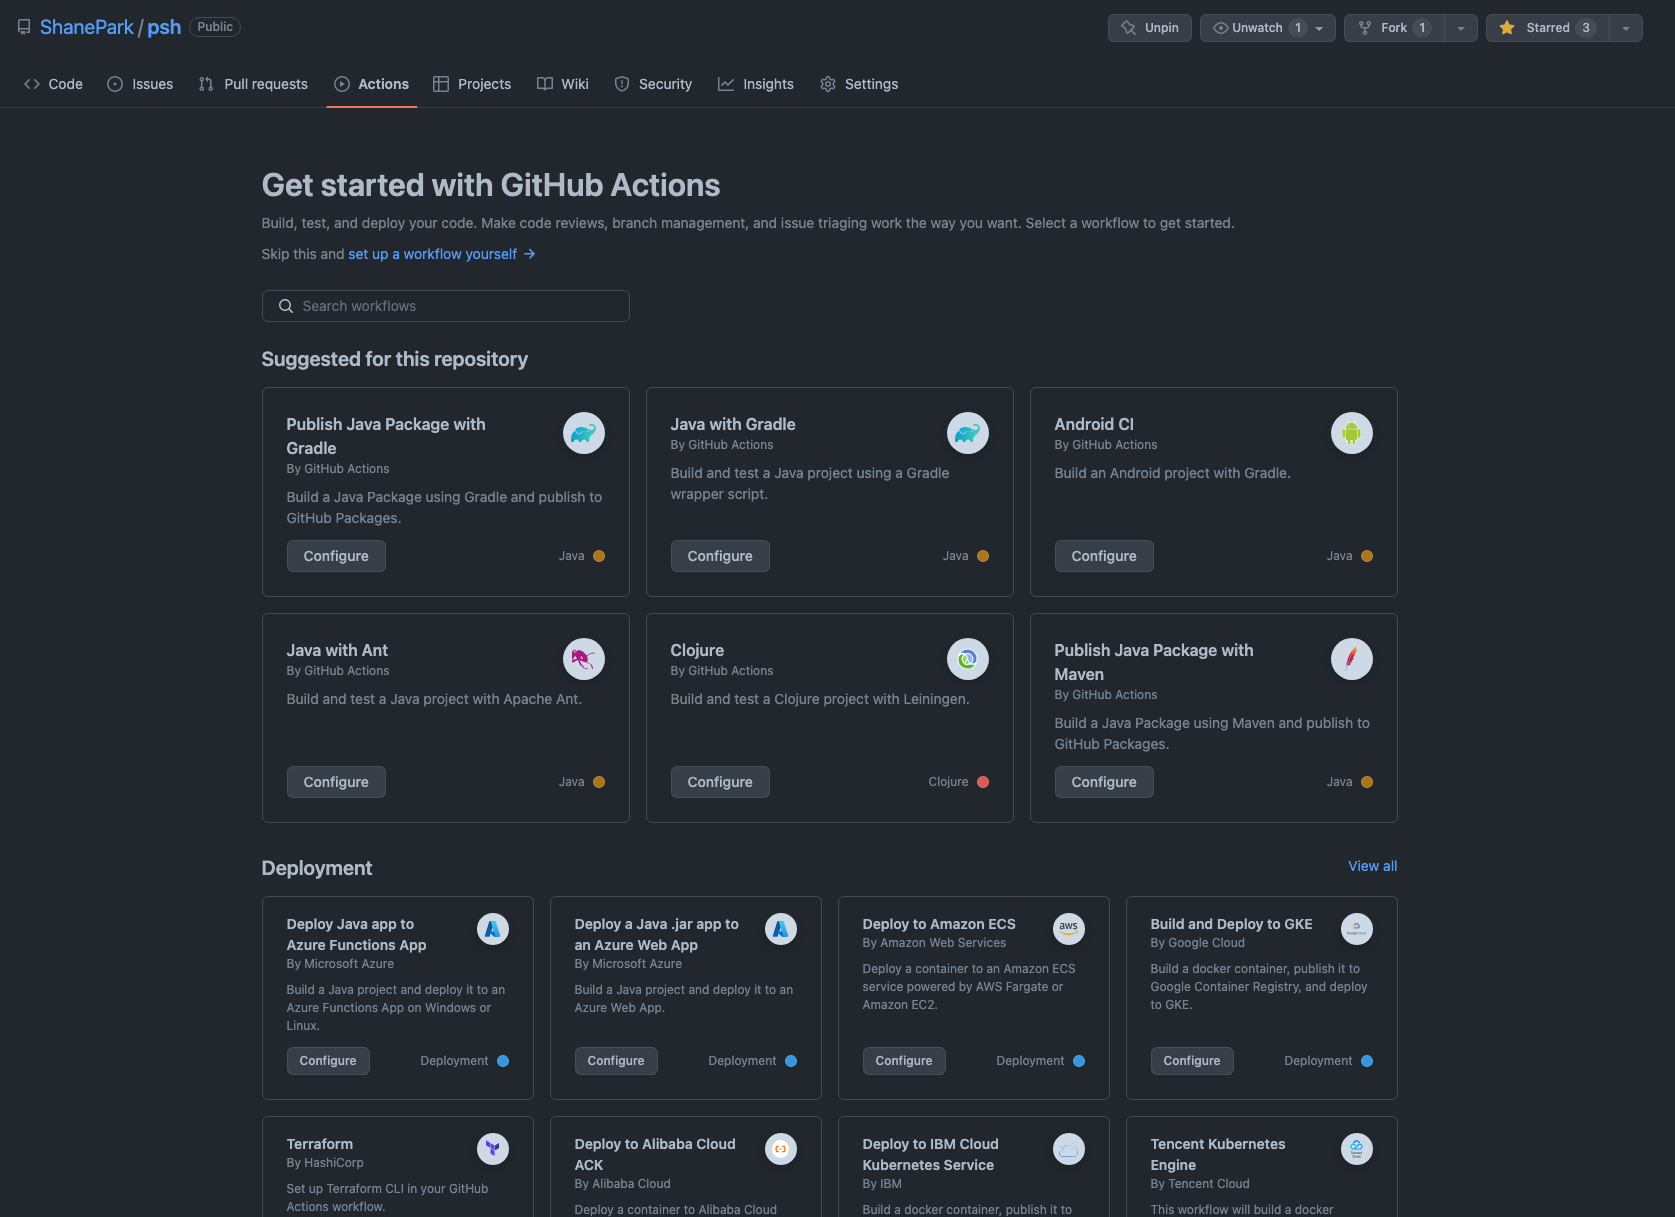 ShanePark / psh Public
Unpin
Unwatch 1
Fork 1
Starred 3
Code
Issues
Pull requests
Actions
Projects
Wiki
Security
Insights
Settings
Get started with GitHub Actions
Build, test, and deploy your code. Make code reviews, branch management, and issue triaging work the way you want. Select a workflow to get started.
Skip this and set up a workflow yourself →
Search workflows
Suggested for this repository
Publish Java Package with
Gradle
By GitHub Actions
Build a Java Package using Gradle and publish to
GitHub Packages.
Configure
Java
Java with Gradle
By GitHub Actions
Build and test a Java project using a Gradle
wrapper script.
Configure
Java
Android CI
By GitHub Actions
Build an Android project with Gradle.
Configure
Java
Java with Ant
By GitHub Actions
Build and test a Java project with Apache Ant.
Configure
Java
Clojure
By GitHub Actions
Build and test a Clojure project with Leiningen.
Configure
Clojure
Publish Java Package with
Maven
By GitHub Actions
Build a Java Package using Maven and publish to
GitHub Packages.
Configure
Java
Deployment
View all
Deploy Java app to
Azure Functions App
By Microsoft Azure
Build a Java project and deploy it to an
Azure Functions App on Windows or
Linux.
Configure
Deployment
Deploy a Java .jar app to
an Azure Web App
By Microsoft Azure
Build a Java project and deploy it to an
Azure Web App.
Configure
Deployment
Deploy to Amazon ECS
aws
By Amazon Web Services
Deploy a container to an Amazon ECS
service powered by AWS Fargate or
Amazon EC2.
Configure
Deployment
Build and Deploy to GKE
By Google Cloud
Build a docker container, publish it to
Google Container Registry, and deploy
to GKE.
Configure
Deployment
Terraform
By HashiCorp
Set up Terraform CLI in your GitHub
Actions workflow.
Deploy to Alibaba Cloud
ACK
By Alibaba Cloud
Deploy a container to Alibaba Cloud
Deploy to IBM Cloud
Kubernetes Service
By IBM
Build a docker container, publish it to
Tencent Kubernetes
Engine
By Tencent Cloud
This workflow will build a docker